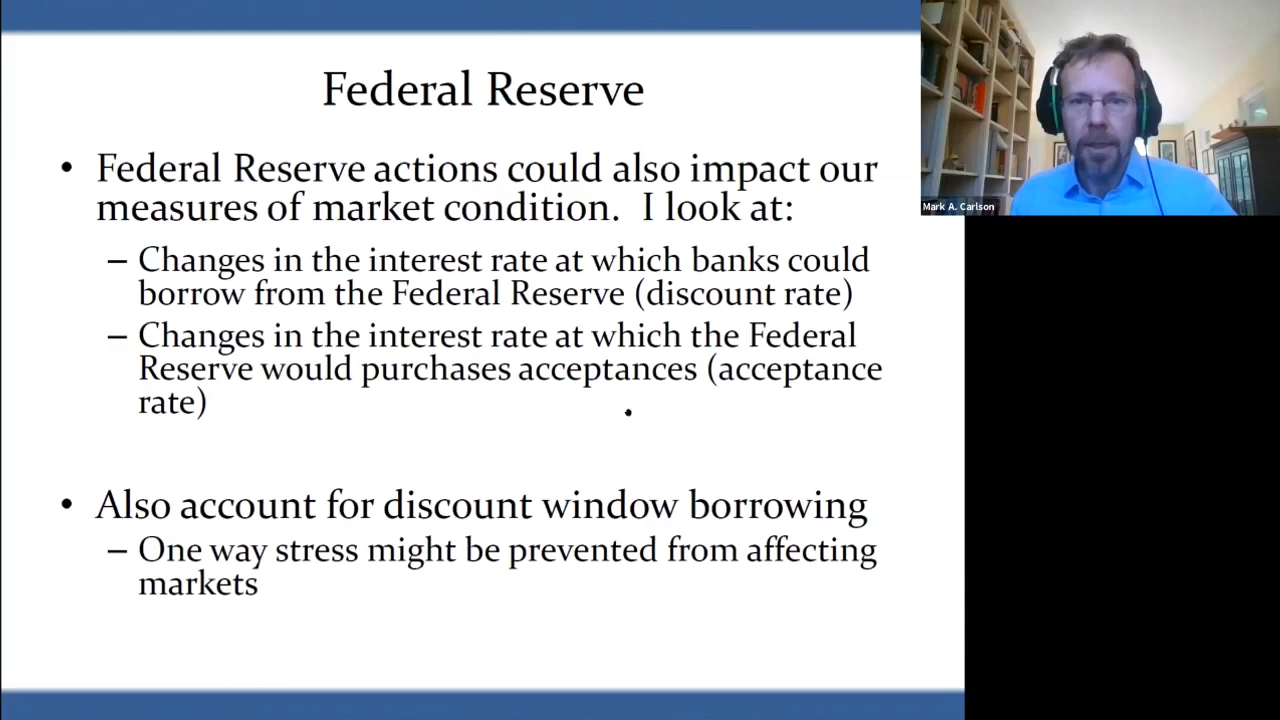 Federal Reserve
• Federal Reserve actions could also impact our
measures of market condition.  I look at:
– Changes in the interest rate at which banks could
borrow from the Federal Reserve (discount rate)
– Changes in the interest rate at which the Federal
Reserve would purchases acceptances (acceptance
rate)
• Also account for discount window borrowing
– One way stress might be prevented from affecting
markets
Mark A. Carlson